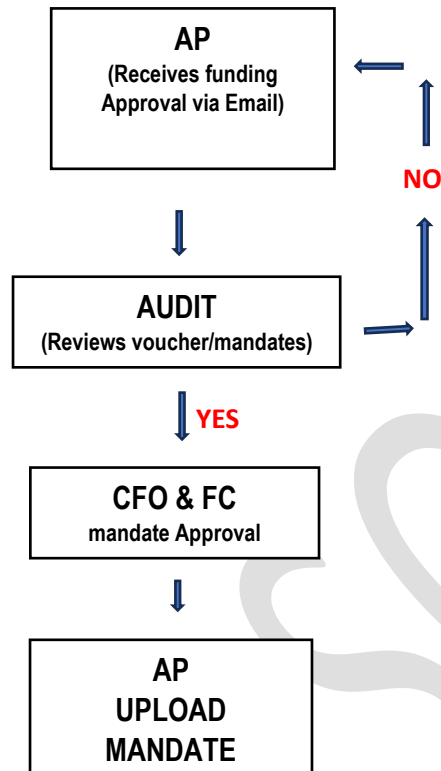 AP
(Receives funding
Approval via Email)
NO
AUDIT
(Reviews voucher/mandates)
YES
CFO & FC
mandate Approval
AP
UPLOAD
MANDATE